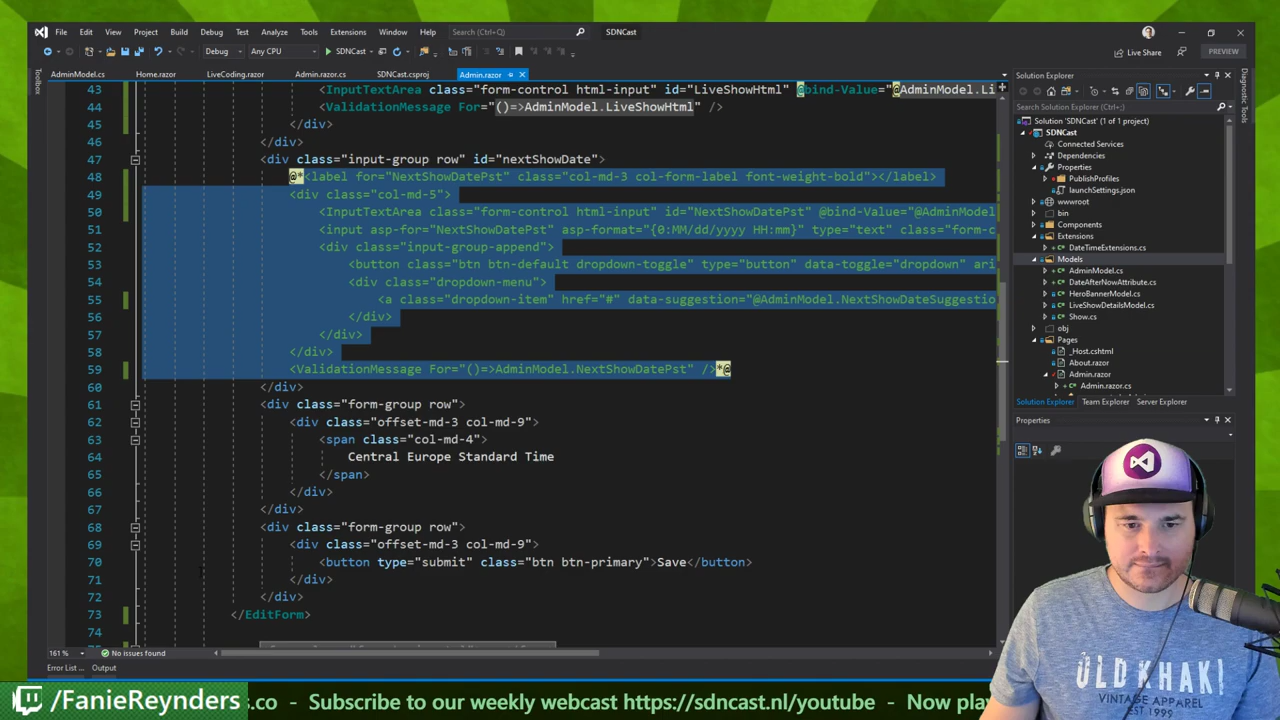 File Edit View Project Build Debug Test Analyze Tools Extensions Window Help Search (Ctrl+Q) SDNCast
Debug Any CPU SDNCast Live Share PREVIEW
Toolbox
AdminModel.cs Home.razor LiveCoding.razor Admin.razor.cs SDNCast.csproj Admin.razor
43 <InputTextArea class="form-control html-input" id="LiveShowHtml" @bind-Value="@AdminModel.Li
44 <ValidationMessage For="()=>AdminModel.LiveShowHtml" />
45 </div>
46 </div>
47 <div class="input-group row" id="nextShowDate">
48 @*<label for="NextShowDatePst" class="col-md-3 col-form-label font-weight-bold"></label>
49 <div class="col-md-5">
50 <InputTextArea class="form-control html-input" id="NextShowDatePst" @bind-Value="@AdminModel
51 <input asp-for="NextShowDatePst" asp-format="{0:MM/dd/yyyy HH:mm}" type="text" class="form-c
52 <div class="input-group-append">
53 <button class="btn btn-default dropdown-toggle" type="button" data-toggle="dropdown" ari
54 <div class="dropdown-menu">
55 <a class="dropdown-item" href="#" data-suggestion="@AdminModel.NextShowDateSuggestio
56 </div>
57 </div>
58 </div>
59 <ValidationMessage For="()=>AdminModel.NextShowDatePst" />*@
60 </div>
61 <div class="form-group row">
62 <div class="offset-md-3 col-md-9">
63 <span class="col-md-4">
64 Central Europe Standard Time
65 </span>
66 </div>
67 </div>
68 <div class="form-group row">
69 <div class="offset-md-3 col-md-9">
70 <button type="submit" class="btn btn-primary">Save</button>
71 </div>
72 </div>
73 </EditForm>
74
161 % No issues found
Error List ... Output
Solution Explorer
Search Solution Explorer (Ctrl+;)
Solution 'SDNCast' (1 of 1 project)
SDNCast
Connected Services
Dependencies
Properties
PublishProfiles
launchSettings.json
wwwroot
bin
Components
Extensions
DateTimeExtensions.cs
Models
AdminModel.cs
DateAfterNowAttribute.cs
HeroBannerModel.cs
LiveShowDetailsModel.cs
Show.cs
obj
Pages
_Host.cshtml
About.razor
Admin.razor
Admin.razor.cs
Solution Explorer Team Explorer Server Explorer
Properties
Diagnostic Tools
OLD KHAKI
VINTAGE APPAREL
EST.1999
/FanieReynders
s.co - Subscribe to our weekly webcast https://sdncast.nl/youtube - Now play